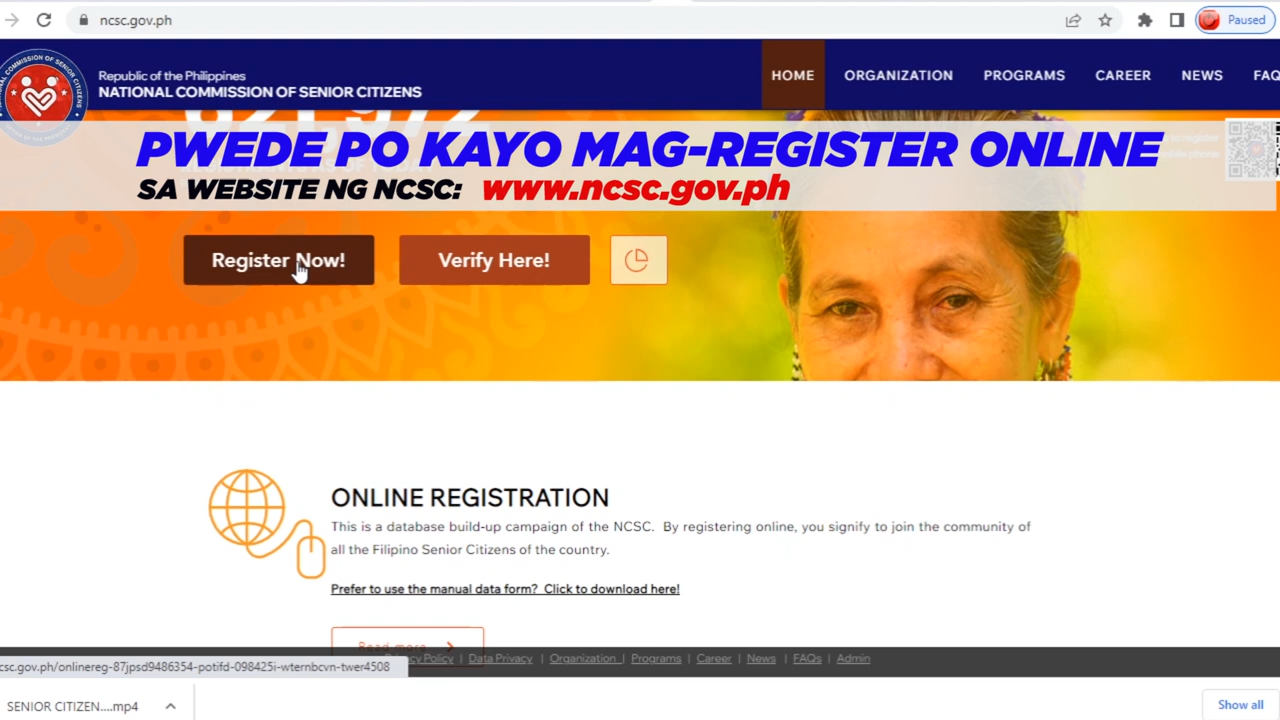 ncsc.gov.ph
Paused
Republic of the Philippines
NATIONAL COMMISSION OF SENIOR CITIZENS
HOME
ORGANIZATION
PROGRAMS
CAREER
NEWS
FAQ
PWEDE PO KAYO MAG-REGISTER ONLINE
SA WEBSITE NG NCSC: www.ncsc.gov.ph
Register Now!
Verify Here!
ONLINE REGISTRATION
This is a database build-up campaign of the NCSC. By registering online, you signify to join the community of
all the Filipino Senior Citizens of the country.
Prefer to use the manual data form? Click to download here!
Read more
Policy | Data Privacy | Organization | Programs | Career | News | FAQs | Admin
csc.gov.ph/onlinereg-87jpsd9486354-potifd-098425i-wternbcvn-twer4508
SENIOR CITIZEN....mp4
Show all